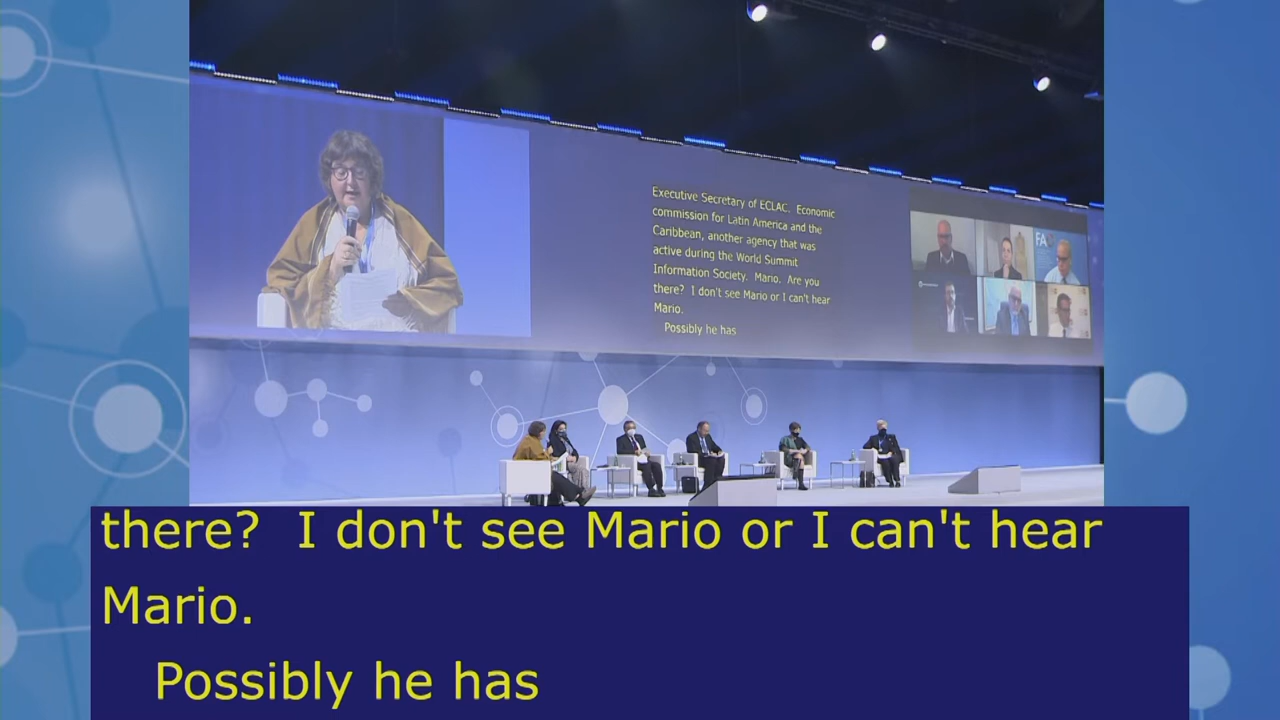 Executive Secretary of ECLAC. Economic
commission for Latin America and the
Caribbean, another agency that was
active during the World Summit
Information Society. Mario. Are you
there? I don't see Mario or I can't hear
Mario.
Possibly he has
FAO
there? I don't see Mario or I can't hear
Mario.
Possibly he has